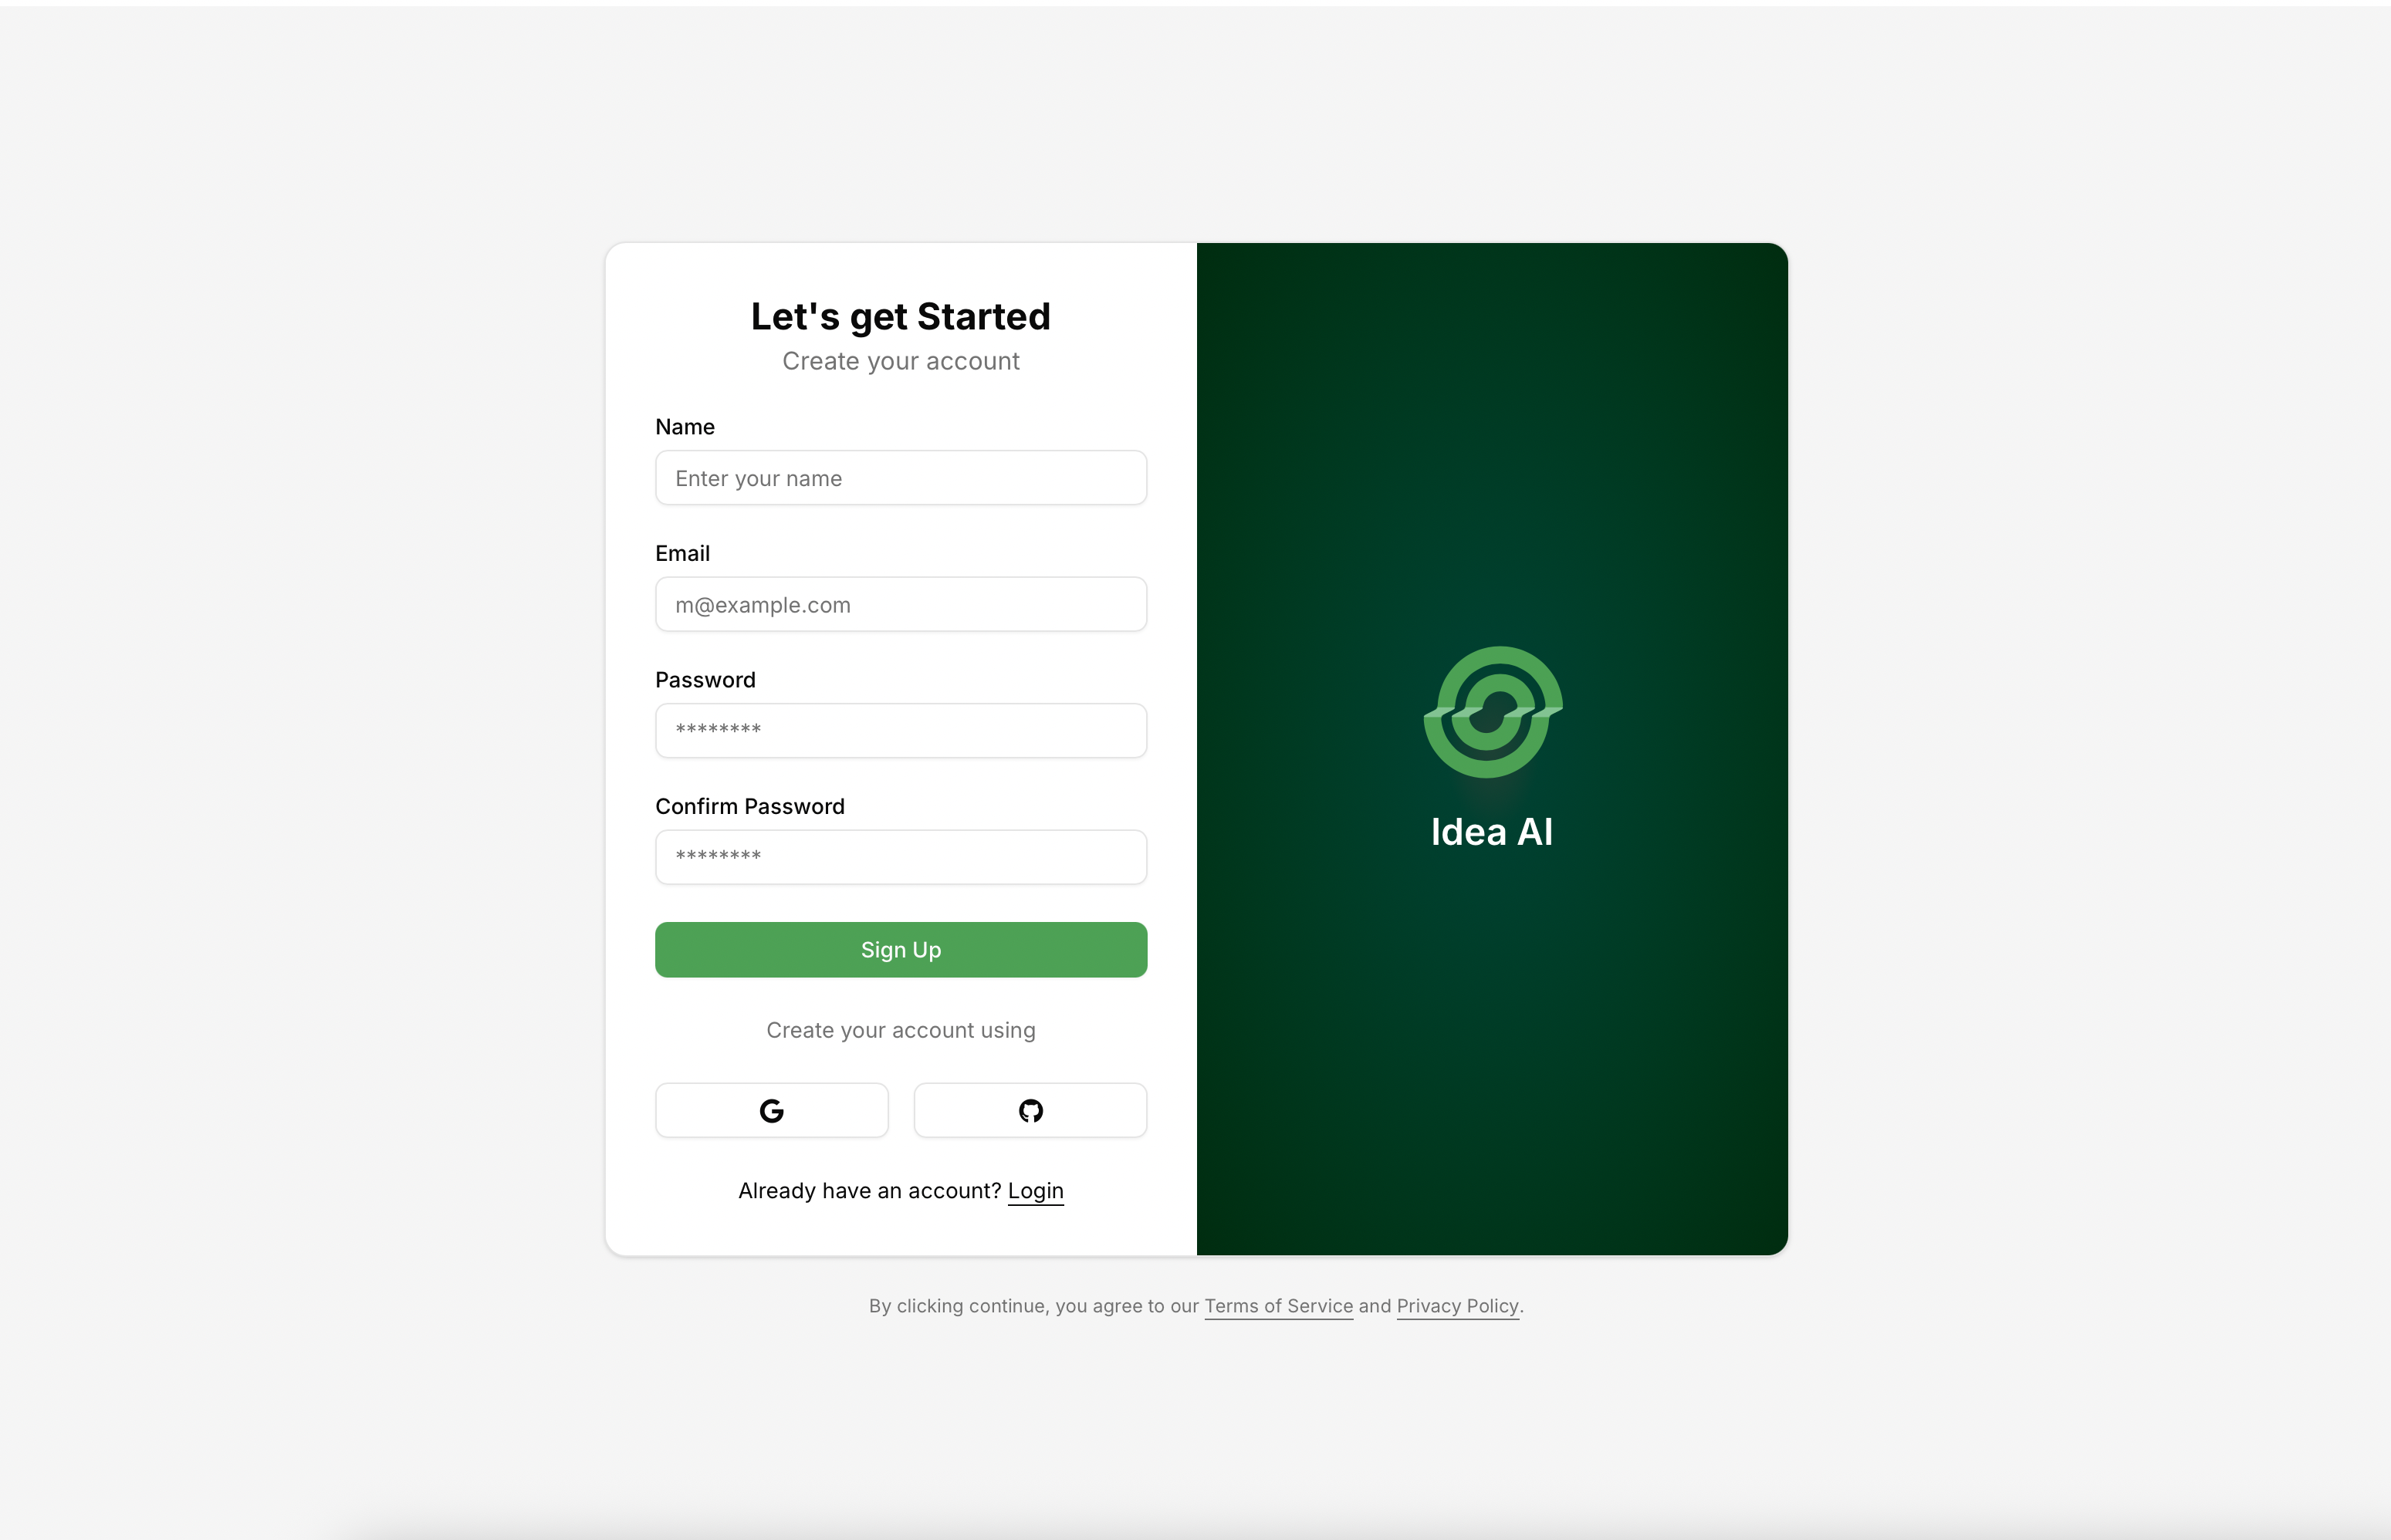 Let's get Started
Create your account
Name
Enter your name
Email
m@example.com
Password
********
Confirm Password
********
Sign Up
Create your account using
Already have an account? Login
Idea AI
By clicking continue, you agree to our Terms of Service and Privacy Policy.